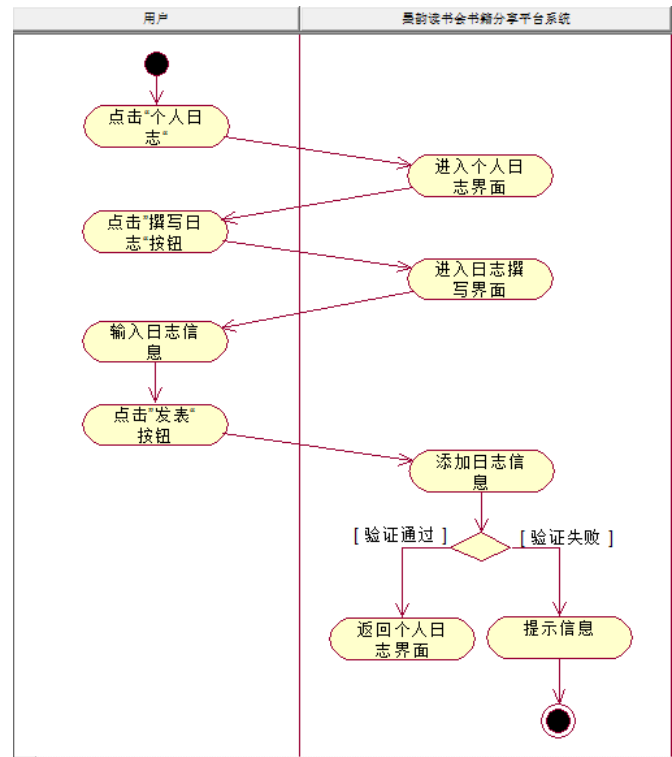 用户
昊韵读书会书籍分享平台系统
点击"个人日
志"
进入个人日
志界面
点击"撰写日
志"按钮
进入日志撰
写界面
输入日志信
息
点击"发表"
按钮
添加日志信
息
[ 验证通过 ]
[ 验证失败 ]
返回个人日
志界面
提示信息